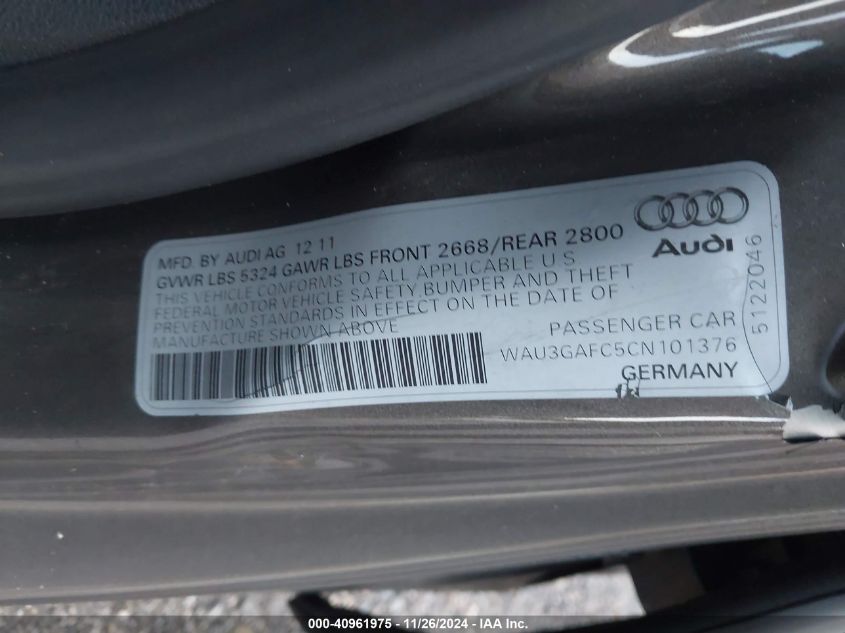 MFD. BY AUDI AG 12 11
GVWR LBS 5324 GAWR LBS FRONT 2668/REAR 2800
THIS VEHICLE CONFORMS TO ALL APPLICABLE U S
FEDERAL MOTOR VEHICLE SAFETY BUMPER AND THEFT
PREVENTION STANDARDS IN EFFECT ON THE DATE OF
MANUFACTURE SHOWN ABOVE
Audi
PASSENGER CAR
WAU3GAFC5CN101376
GERMANY
5122046
000-40961975 - 11/26/2024 - IAA Inc.